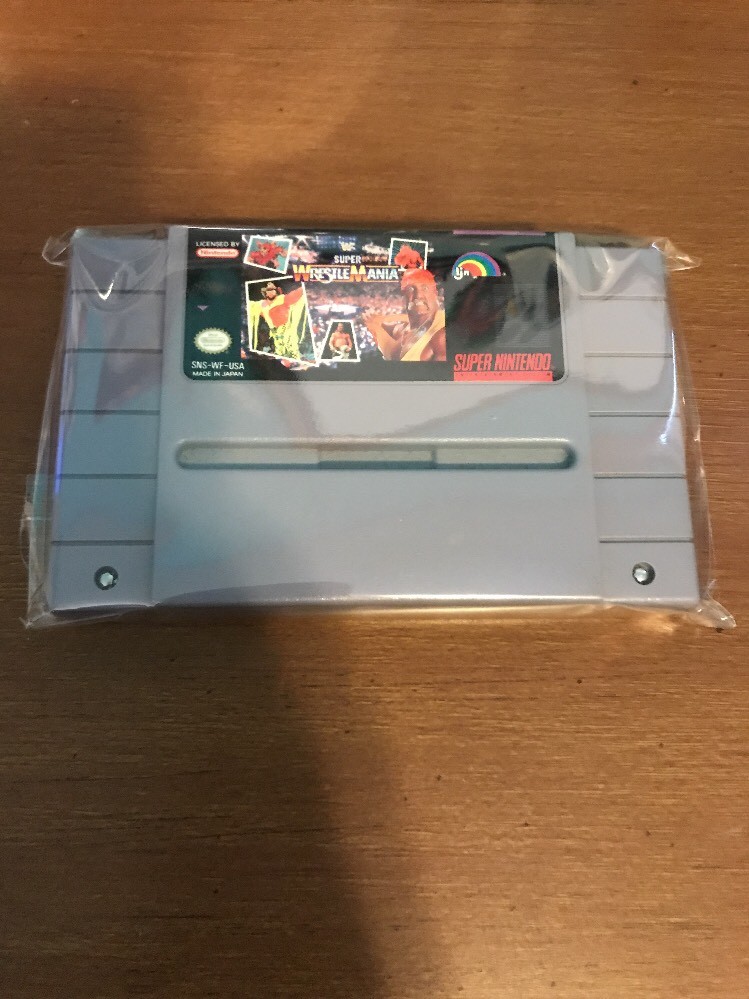 LICENSED BY
Nintendo
WF
SUPER
WRESTLEMANIA
LJN
SNS-WF-USA
MADE IN JAPAN
SUPER NINTENDO